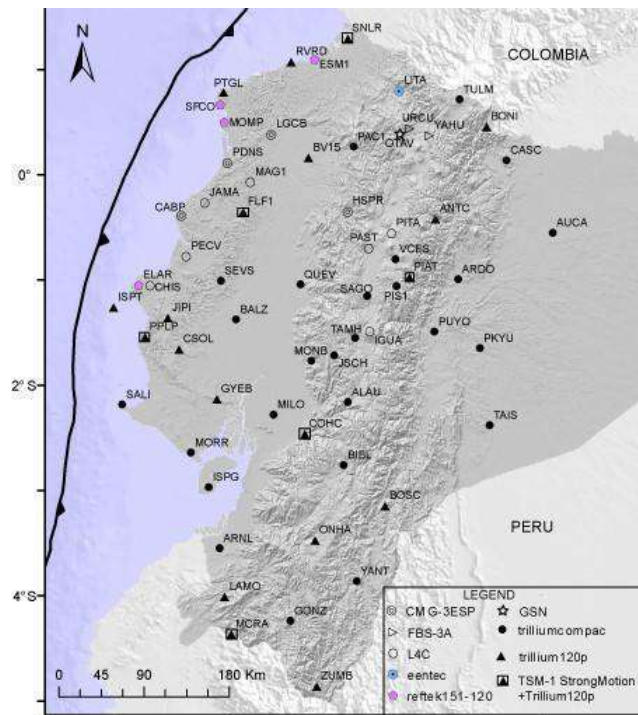 N
SNLR
COLOMBIA
RVRD
ESM1
LITA
PTGL
TULM
SFCO
MOMP
LGCB
URCU
YAHU
BONI
PAC1
OTAV
BV15
PDNS
CASC
0°
MAG1
JAMA
HSPR
CABP
FLF1
ANTC
PITA
AUCA
PAST
PECV
VCES
ELAR
SEVS
QUEV
PIAT
ARDO
CHIS
SAGO
PIS1
ISPT
JIPI
BALZ
PPLP
TAMH
PUYO
CSOL
IGUA
PKYU
MONB
JSCH
2°S
SALI
GYEB
ALAU
MILO
TAIS
COHC
MORR
BISL
ISPG
BOSC
PERU
ARNL
ONHA
YANT
4°S
LAMO
GONZ
MCRA
ZUMB
0 45 90 180 Km
LEGEND
CMG-3ESP
FBS-3A
L4C
eentec
reftek151-120
GSN
trilliumcompac
trillium120p
TSM-1 StrongMotion
+Trillium120p